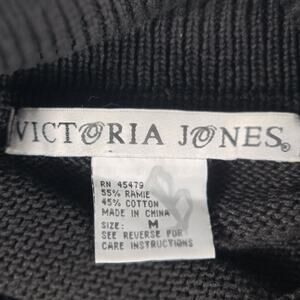 VICTORIA JONES®
RN 45479
55% RAMIE
45% COTTON
MADE IN CHINA
SIZE: M
SEE REVERSE FOR
CARE INSTRUCTIONS